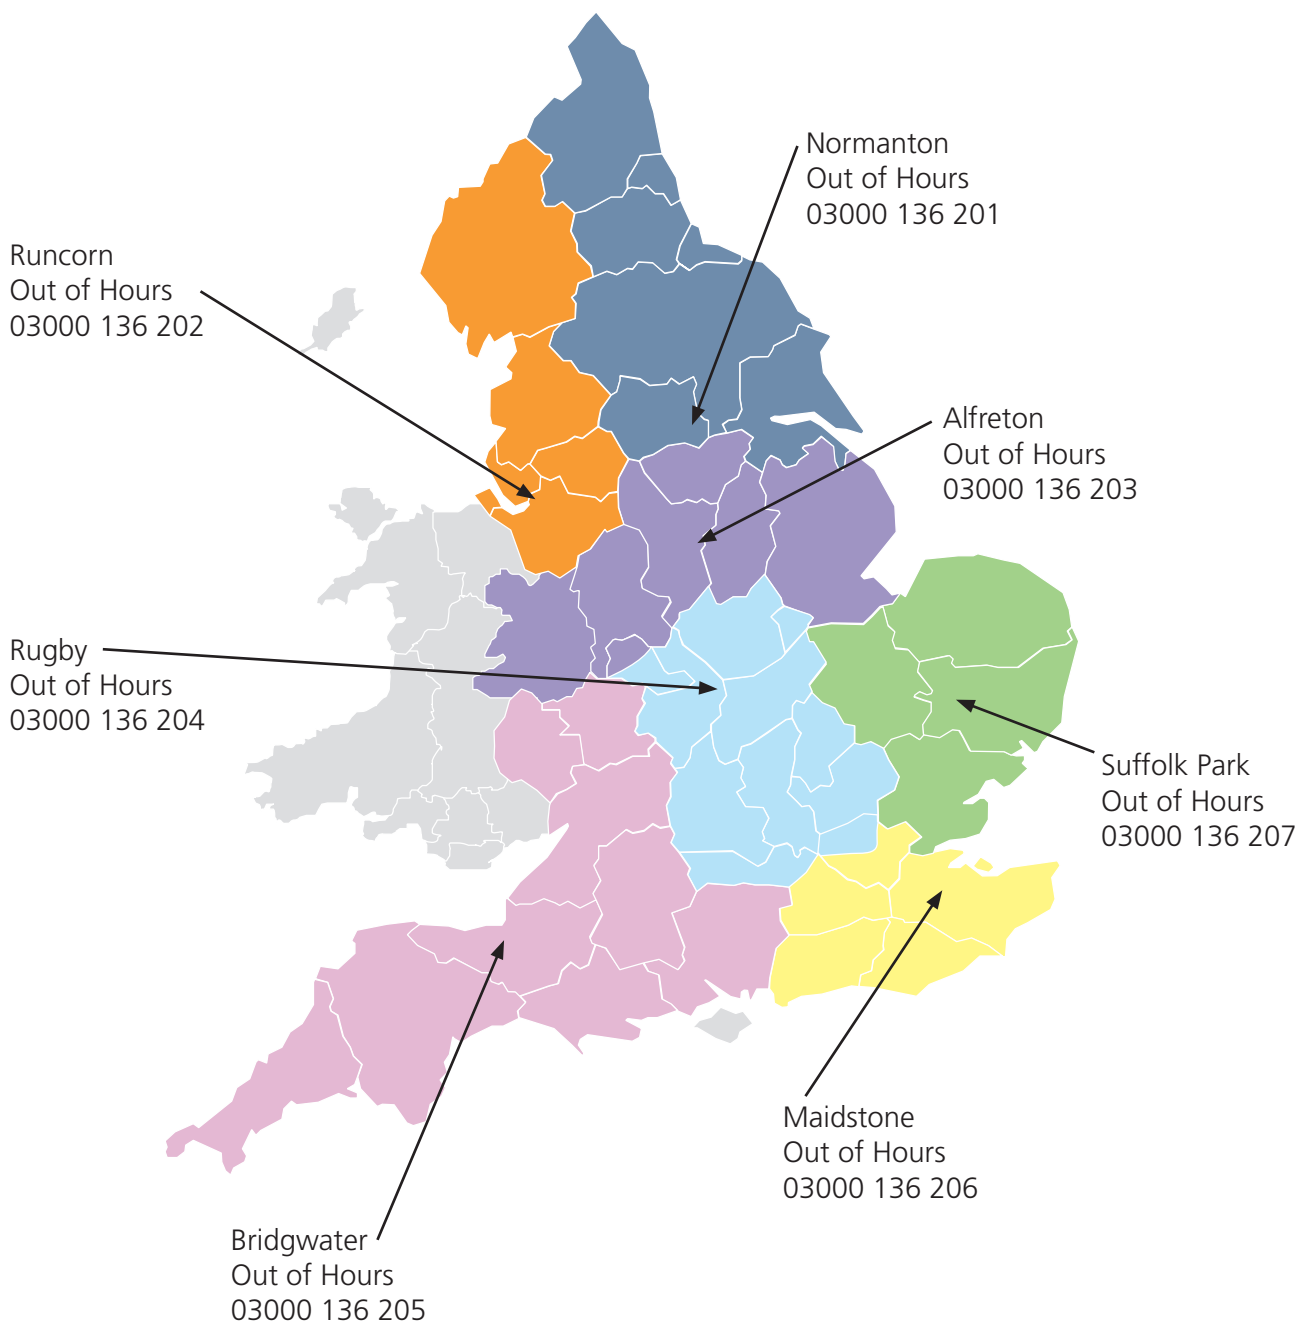 Normanton
Out of Hours
03000 136 201
Runcorn
Out of Hours
03000 136 202
Alfreton
Out of Hours
03000 136 203
Rugby
Out of Hours
03000 136 204
Suffolk Park
Out of Hours
03000 136 207
Maidstone
Out of Hours
03000 136 206
Bridgwater
Out of Hours
03000 136 205